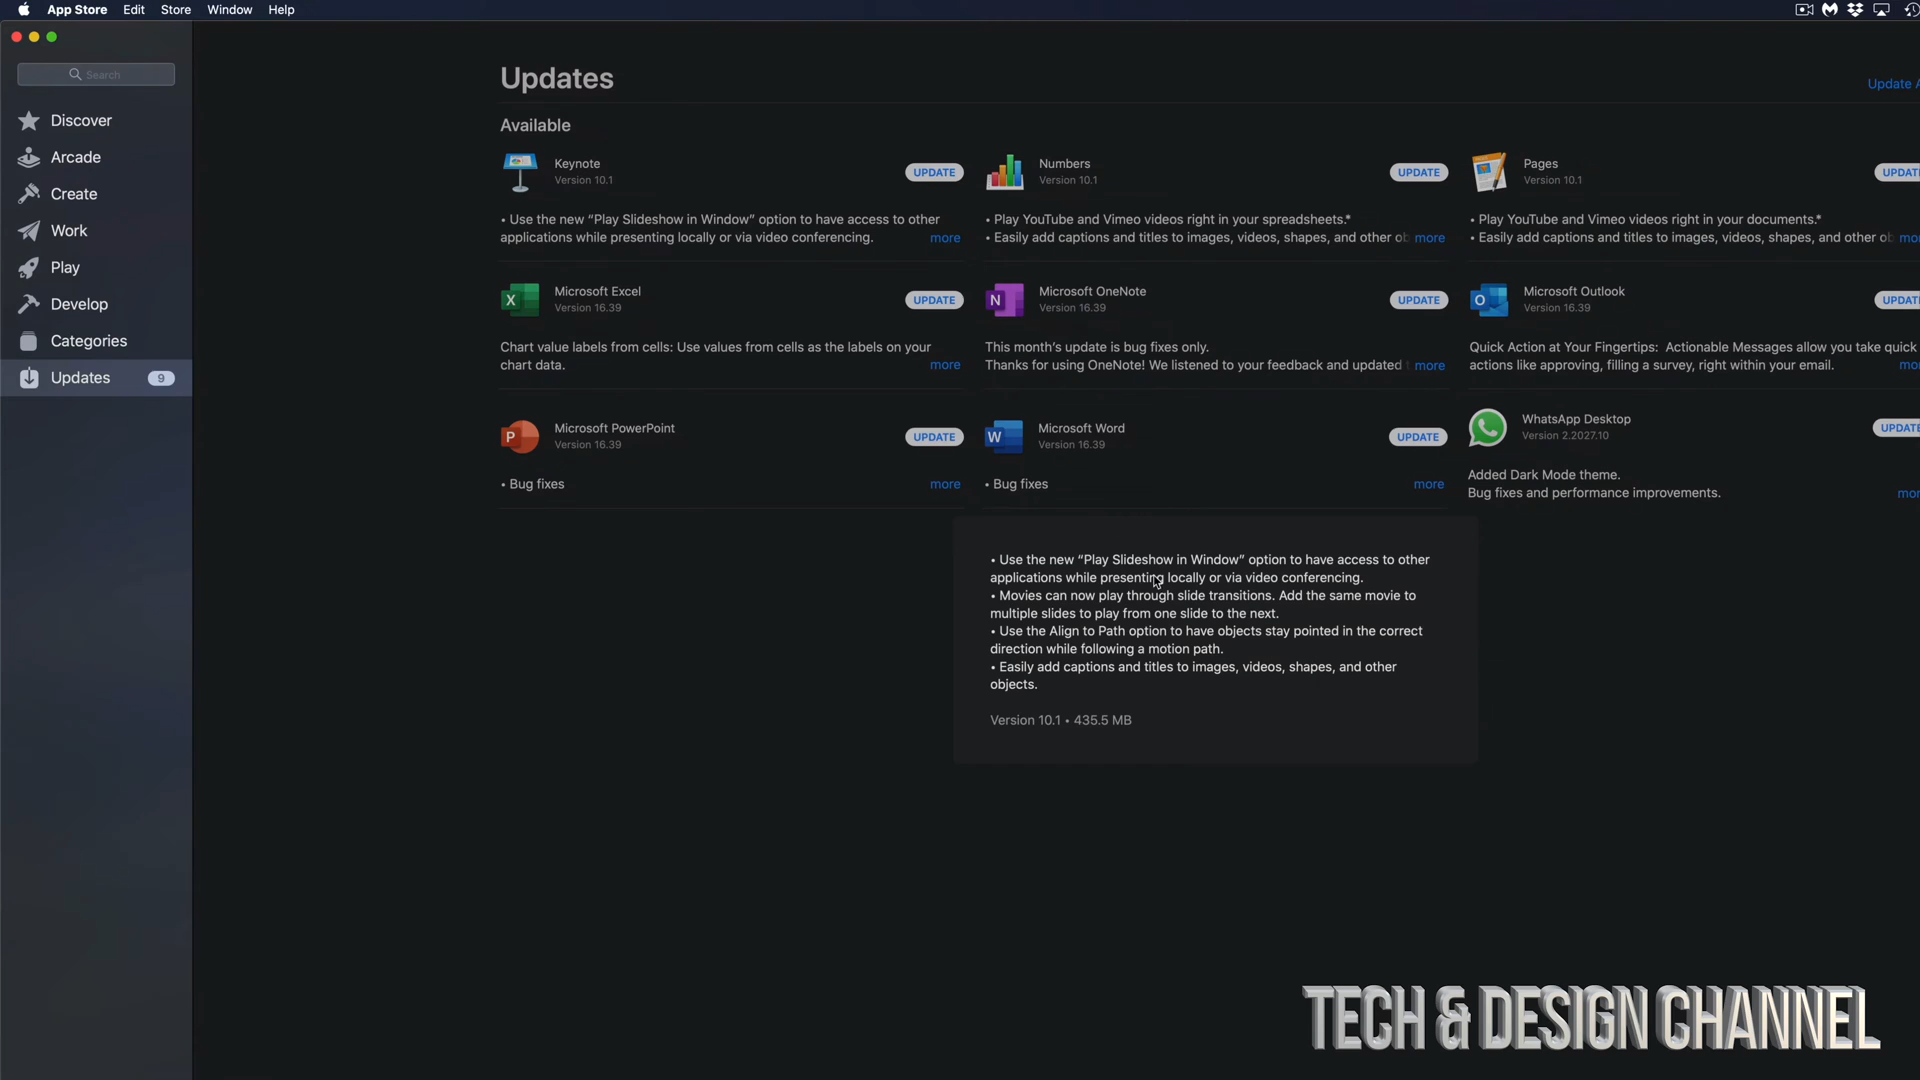 App Store Edit Store Window Help
Search
Discover
Arcade
Create
Work
Play
Develop
Categories
Updates 9
Updates
Update A
Available
Keynote
Version 10.1
UPDATE
• Use the new “Play Slideshow in Window” option to have access to other
applications while presenting locally or via video conferencing. more
Numbers
Version 10.1
UPDATE
• Play YouTube and Vimeo videos right in your spreadsheets.*
• Easily add captions and titles to images, videos, shapes, and other ob more
Pages
Version 10.1
UPDAT
• Play YouTube and Vimeo videos right in your documents.*
• Easily add captions and titles to images, videos, shapes, and other ob mo
Microsoft Excel
Version 16.39
UPDATE
Chart value labels from cells: Use values from cells as the labels on your
chart data. more
Microsoft OneNote
Version 16.39
UPDATE
This month’s update is bug fixes only.
Thanks for using OneNote! We listened to your feedback and updated more
Microsoft Outlook
Version 16.39
UPDAT
Quick Action at Your Fingertips: Actionable Messages allow you take quick
actions like approving, filling a survey, right within your email. mo
Microsoft PowerPoint
Version 16.39
UPDATE
• Bug fixes more
Microsoft Word
Version 16.39
UPDATE
• Bug fixes more
WhatsApp Desktop
Version 2.2027.10
UPDATE
Added Dark Mode theme.
Bug fixes and performance improvements. mor
• Use the new “Play Slideshow in Window” option to have access to other
applications while presenting locally or via video conferencing.
• Movies can now play through slide transitions. Add the same movie to
multiple slides to play from one slide to the next.
• Use the Align to Path option to have objects stay pointed in the correct
direction while following a motion path.
• Easily add captions and titles to images, videos, shapes, and other
objects.
Version 10.1 • 435.5 MB
TECH & DESIGN CHANNEL